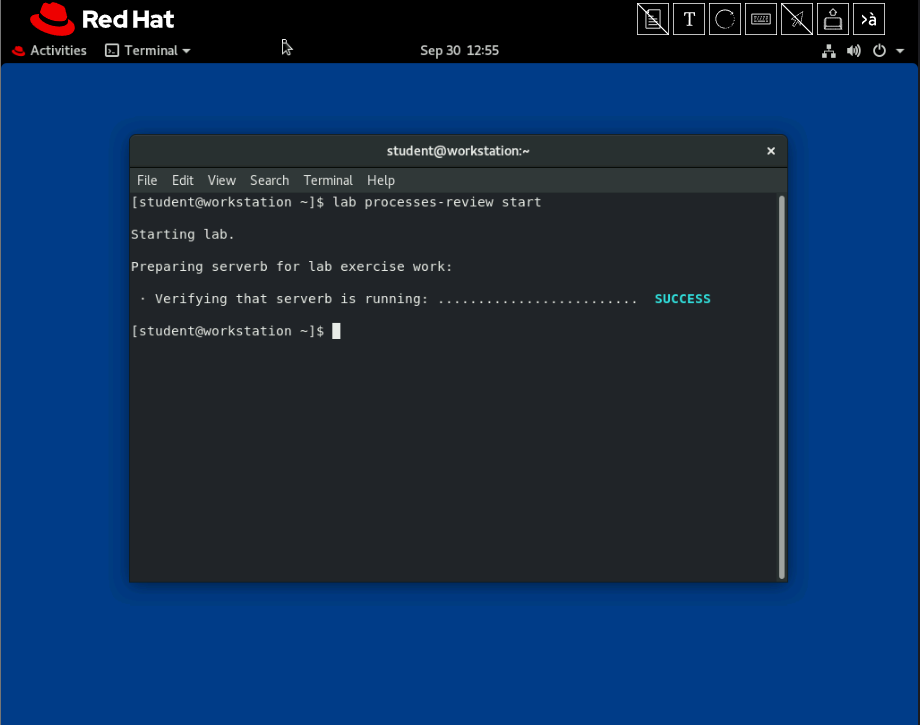 Red Hat
T
>à
Activities Terminal Sep 30 12:55
student@workstation:~ ×
File Edit View Search Terminal Help
[student@workstation ~]$ lab processes-review start
Starting lab.
Preparing serverb for lab exercise work:
· Verifying that serverb is running: ......................... SUCCESS
[student@workstation ~]$